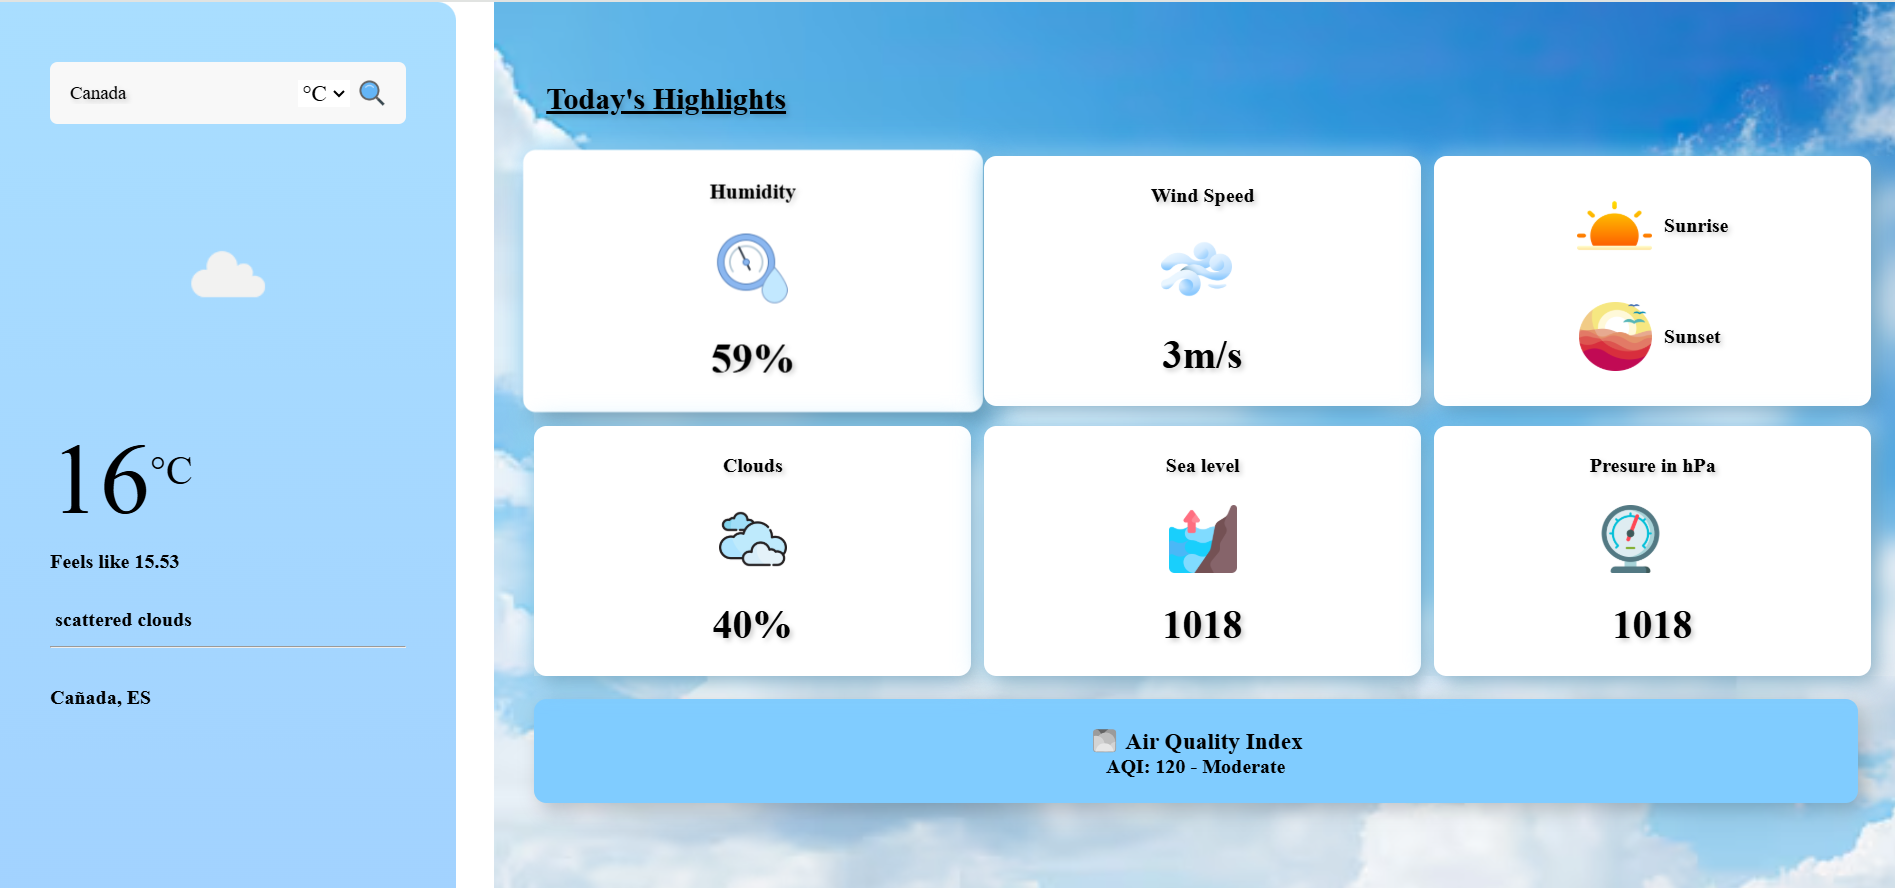 Canada
°C
16°C
Feels like 15.53
scattered clouds
Cañada, ES
Today's Highlights
Humidity
59%
Wind Speed
3m/s
Sunrise
Sunset
Clouds
40%
Sea level
1018
Presure in hPa
1018
Air Quality Index
AQI: 120 - Moderate